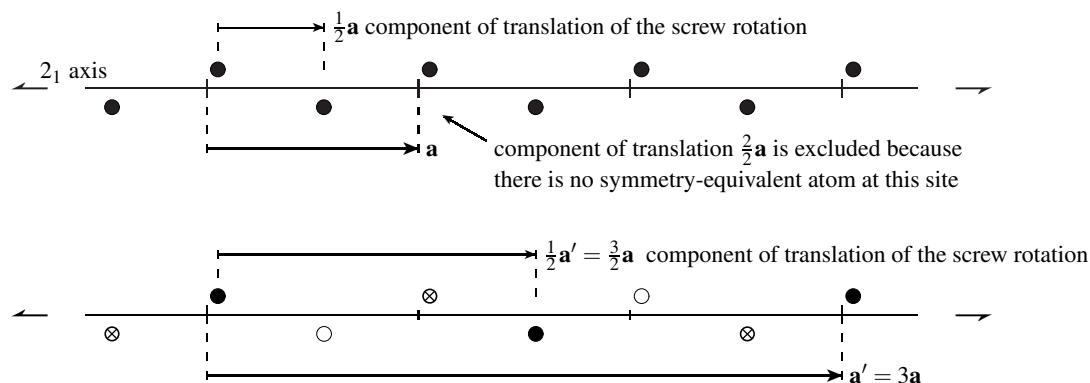 ½a component of translation of the screw rotation
2₁ axis
a
component of translation 2/2 a is excluded because
there is no symmetry-equivalent atom at this site
½a′ = 3/2 a component of translation of the screw rotation
a′ = 3a